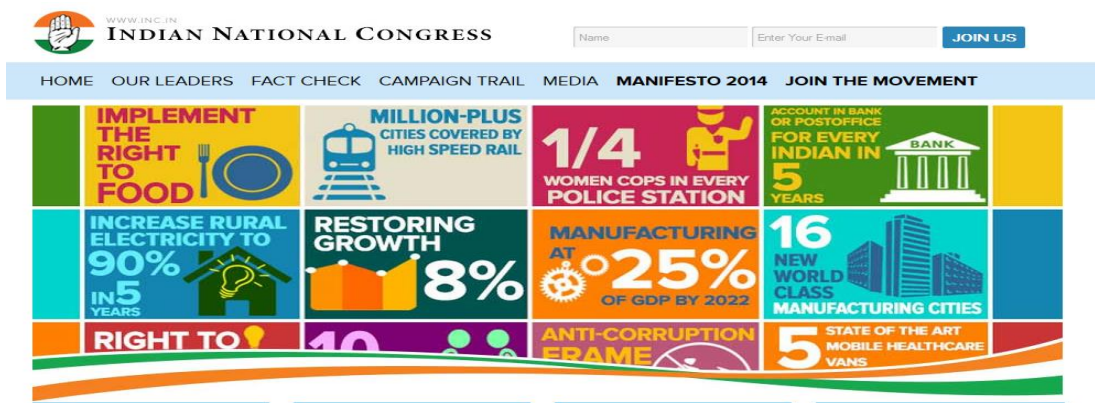 WWW.INC.IN
INDIAN NATIONAL CONGRESS
Name
Enter Your E-mail
JOIN US
HOME OUR LEADERS FACT CHECK CAMPAIGN TRAIL MEDIA MANIFESTO 2014 JOIN THE MOVEMENT
IMPLEMENT
THE
RIGHT
TO
FOOD
MILLION-PLUS
CITIES COVERED BY
HIGH SPEED RAIL
1/4
WOMEN COPS IN EVERY
POLICE STATION
ACCOUNT IN BANK
OR POSTOFFICE
FOR EVERY
INDIAN IN
5
YEARS
BANK
INCREASE RURAL
ELECTRICITY TO
90%
IN 5
YEARS
RESTORING
GROWTH
8%
MANUFACTURING
AT
25%
OF GDP BY 2022
16
NEW
WORLD
CLASS
MANUFACTURING CITIES
RIGHT TO
10
ANTI-CORRUPTION
FRAME
5
STATE OF THE ART
MOBILE HEALTHCARE
VANS